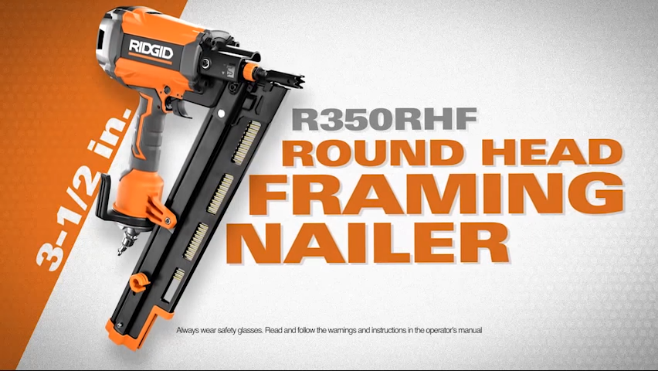 RIDGID
3-1/2 in.
R350RHF
ROUND HEAD
FRAMING
NAILER
Always wear safety glasses. Read and follow the warnings and instructions in the operator's manual